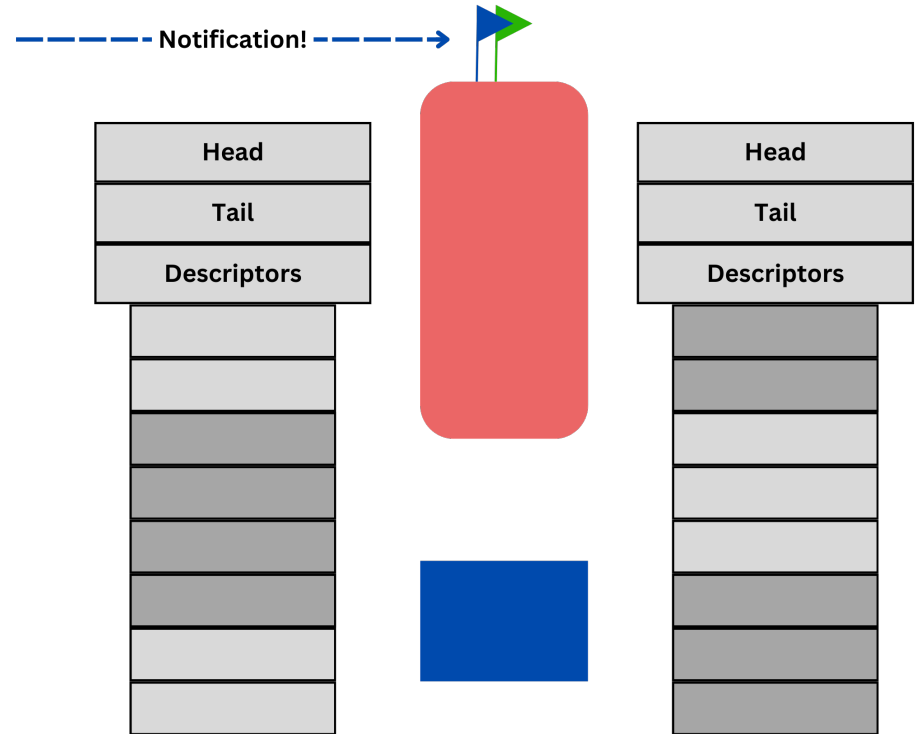 Notification!
Head
Tail
Descriptors
Head
Tail
Descriptors